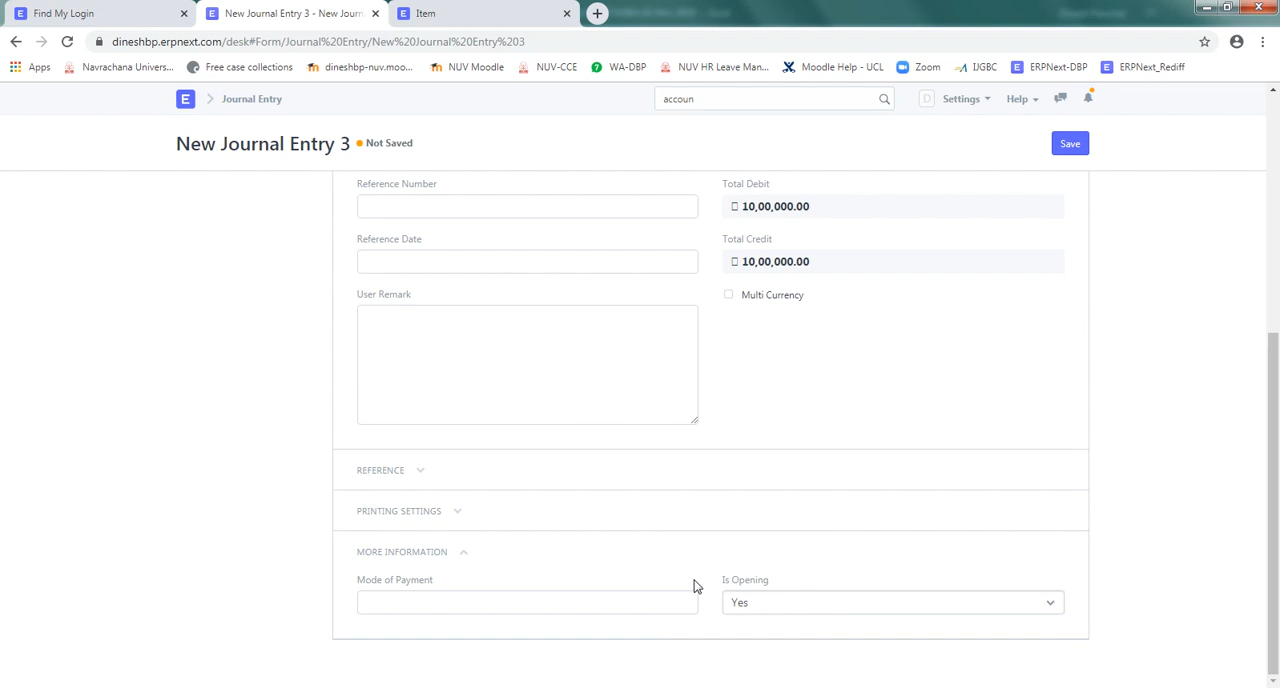 Find My Login
New Journal Entry 3 - New Journ
Item
dineshbp.erpnext.com/desk#Form/Journal%20Entry/New%20Journal%20Entry%203
Apps
Navrachana Univers...
Free case collections
dineshbp-nuv.moo...
NUV Moodle
NUV-CCE
WA-DBP
NUV HR Leave Man...
Moodle Help - UCL
Zoom
IJGBC
ERPNext-DBP
ERPNext_Rediff
E
Journal Entry
accoun
D
Settings
Help
New Journal Entry 3
Not Saved
Save
Reference Number
Total Debit
10,00,000.00
Reference Date
Total Credit
10,00,000.00
User Remark
Multi Currency
REFERENCE
PRINTING SETTINGS
MORE INFORMATION
Mode of Payment
Is Opening
Yes